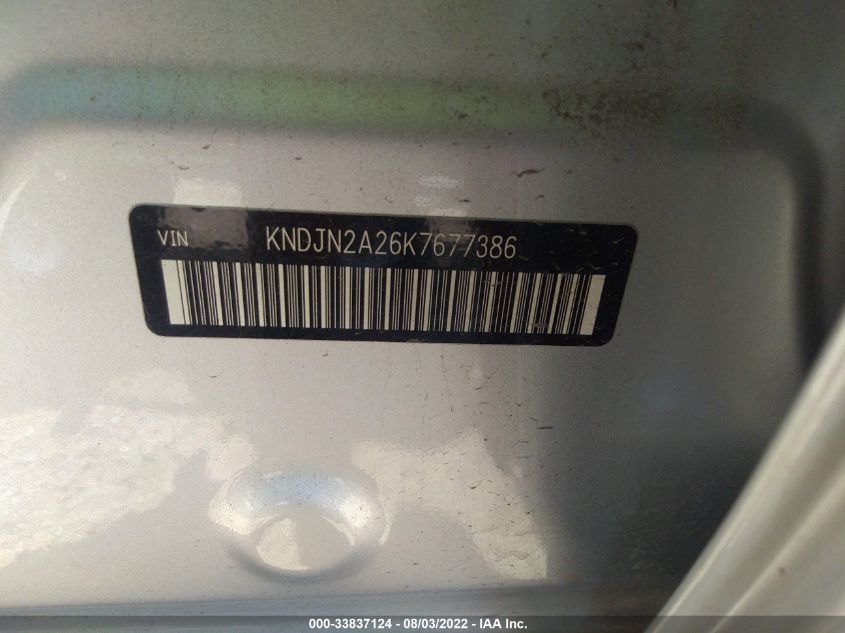 VIN KNDJN2A26K7677386
000-33837124 - 08/03/2022 - IAA Inc.